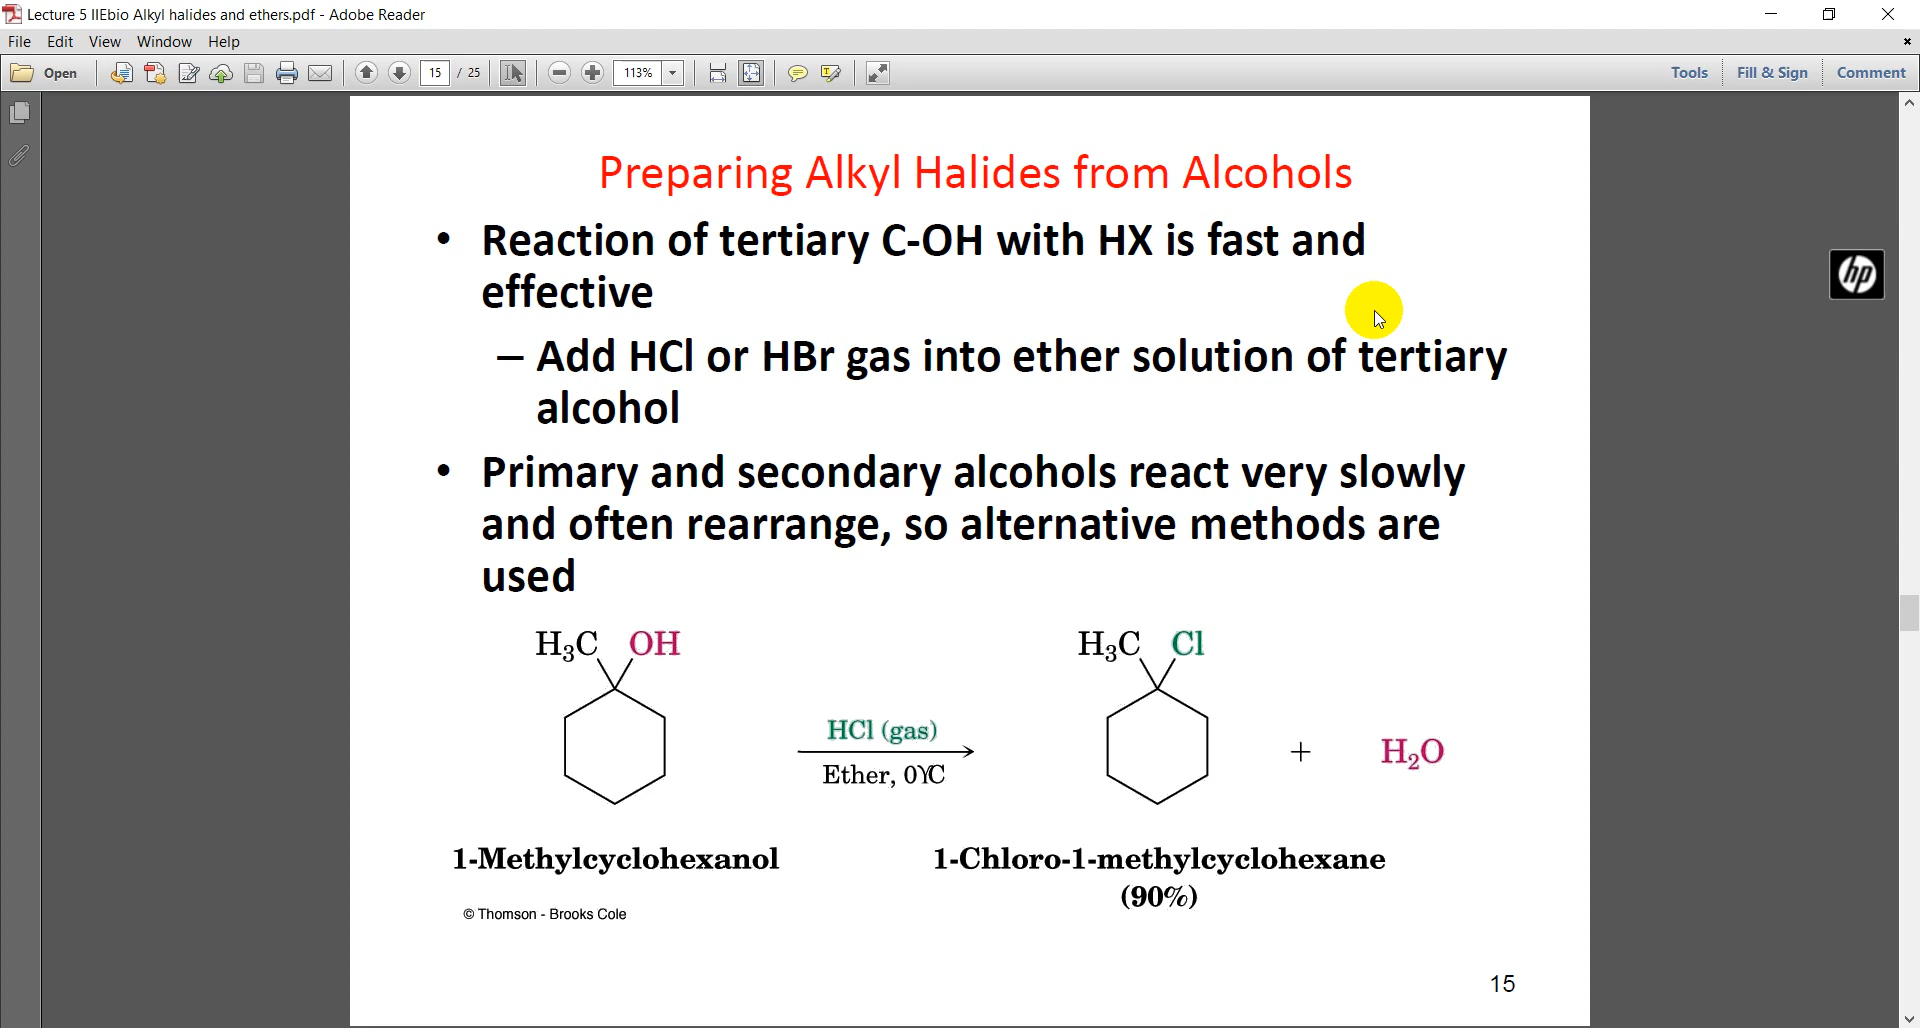 Lecture 5 IIEbio Alkyl halides and ethers.pdf - Adobe Reader
File Edit View Window Help
Open 15 / 25 113% Tools Fill & Sign Comment
Preparing Alkyl Halides from Alcohols
• Reaction of tertiary C-OH with HX is fast and
effective
hp
– Add HCl or HBr gas into ether solution of tertiary
alcohol
• Primary and secondary alcohols react very slowly
and often rearrange, so alternative methods are
used
H₃C OH
H₃C Cl
HCl (gas)
Ether, 0ϓC
+ H₂O
1-Methylcyclohexanol
1-Chloro-1-methylcyclohexane
(90%)
© Thomson - Brooks Cole
15